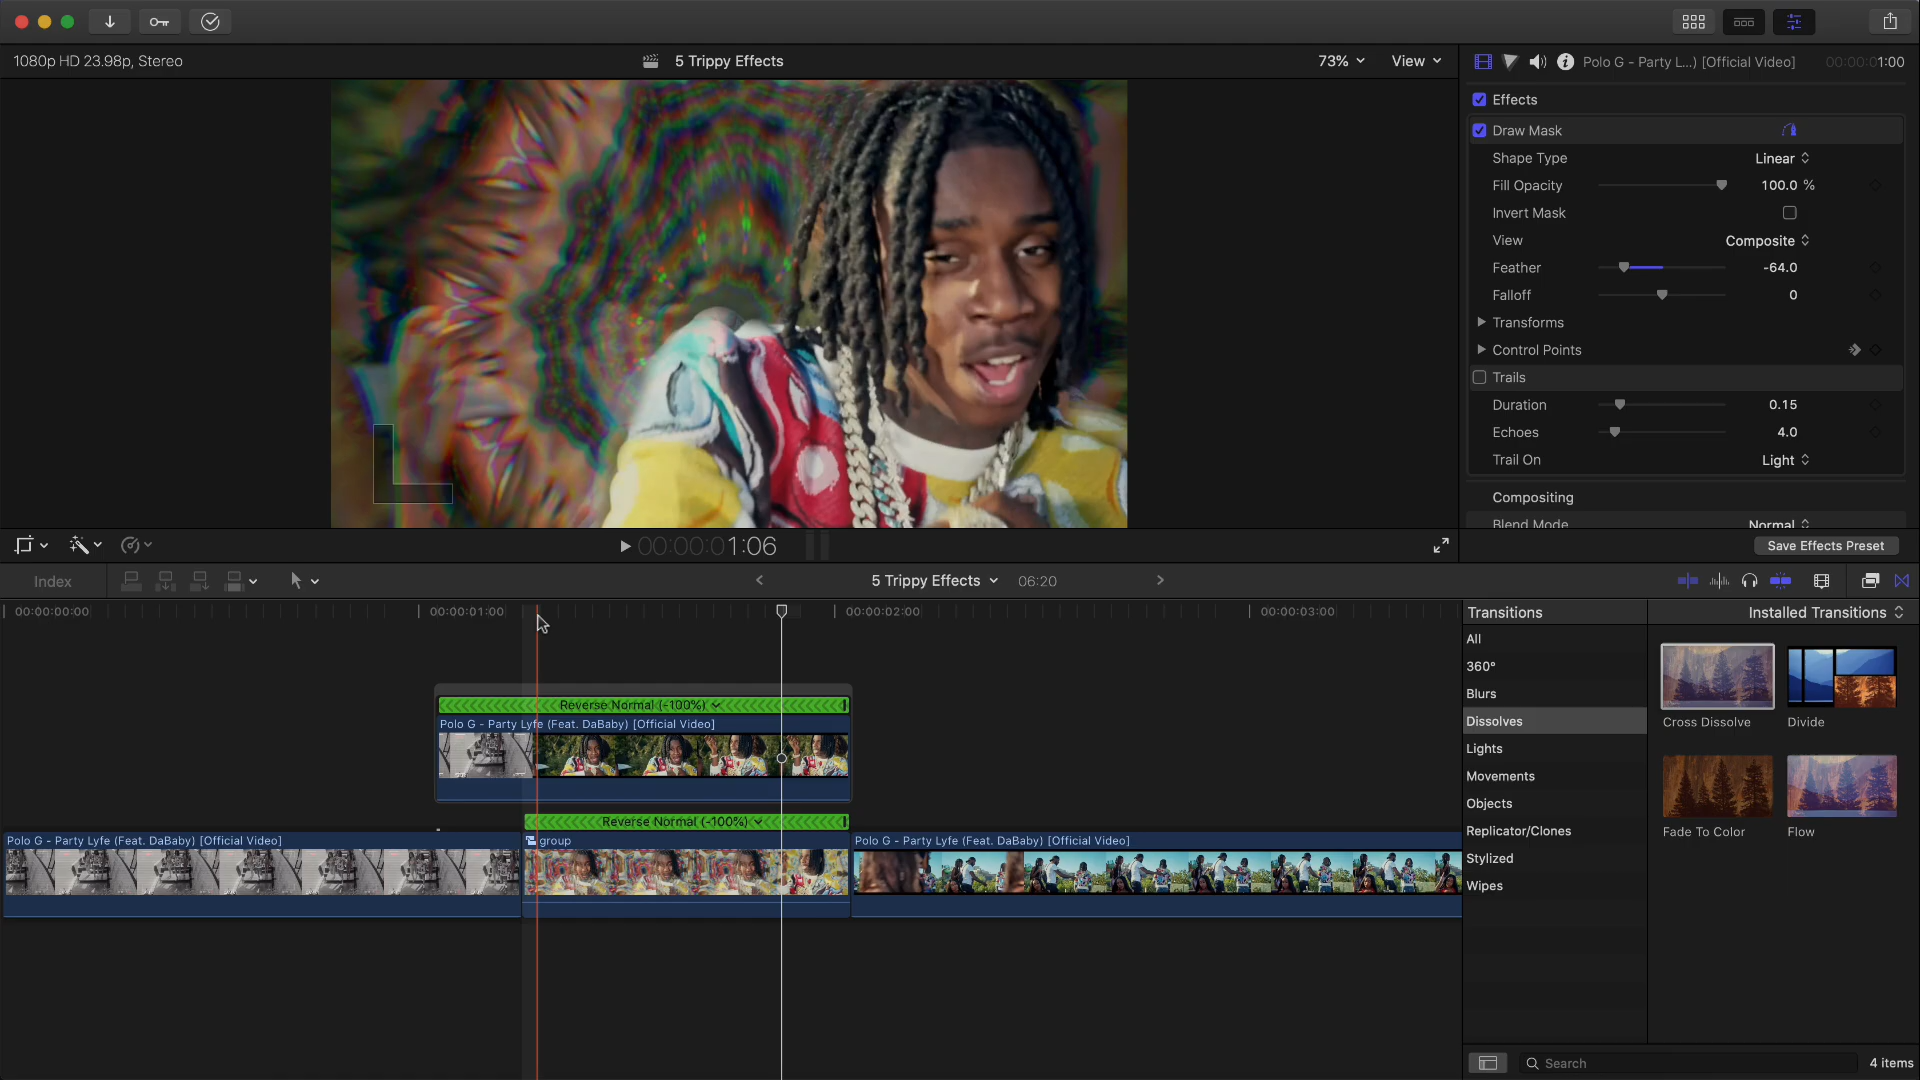 1080p HD 23.98p, Stereo
5 Trippy Effects
73%
View
Polo G - Party L...) [Official Video]
00:00:01:00
Effects
Draw Mask
Shape Type
Linear
Fill Opacity
100.0 %
Invert Mask
View
Composite
Feather
-64.0
Falloff
0
Transforms
Control Points
Trails
Duration
0.15
Echoes
4.0
Trail On
Light
Compositing
Blend Mode
Normal
00:00:01:06
Save Effects Preset
Index
5 Trippy Effects
06:20
00:00:00:00
00:00:01:00
00:00:02:00
00:00:03:00
Reverse Normal (-100%)
Polo G - Party Lyfe (Feat. DaBaby) [Official Video]
Reverse Normal (-100%)
Polo G - Party Lyfe (Feat. DaBaby) [Official Video]
group
Polo G - Party Lyfe (Feat. DaBaby) [Official Video]
Transitions
Installed Transitions
All
360°
Blurs
Dissolves
Lights
Movements
Objects
Replicator/Clones
Stylized
Wipes
Cross Dissolve
Divide
Fade To Color
Flow
Search
4 items